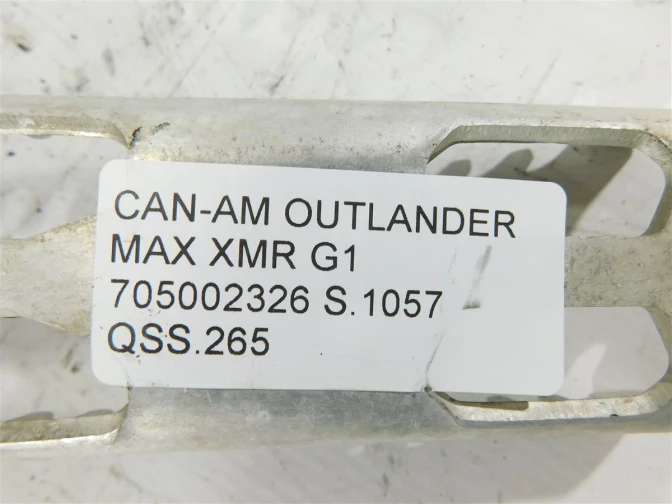 CAN-AM OUTLANDER
MAX XMR G1
705002326 S.1057
QSS.265